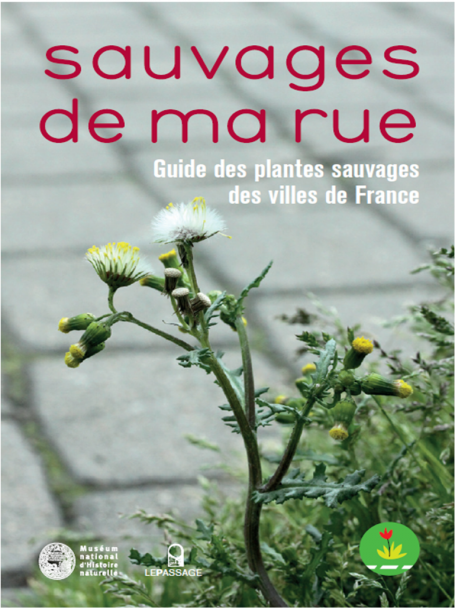 sauvages
de ma rue
Guide des plantes sauvages
des villes de France
Muséum
national
d'Histoire
naturelle
LEPASSAGE